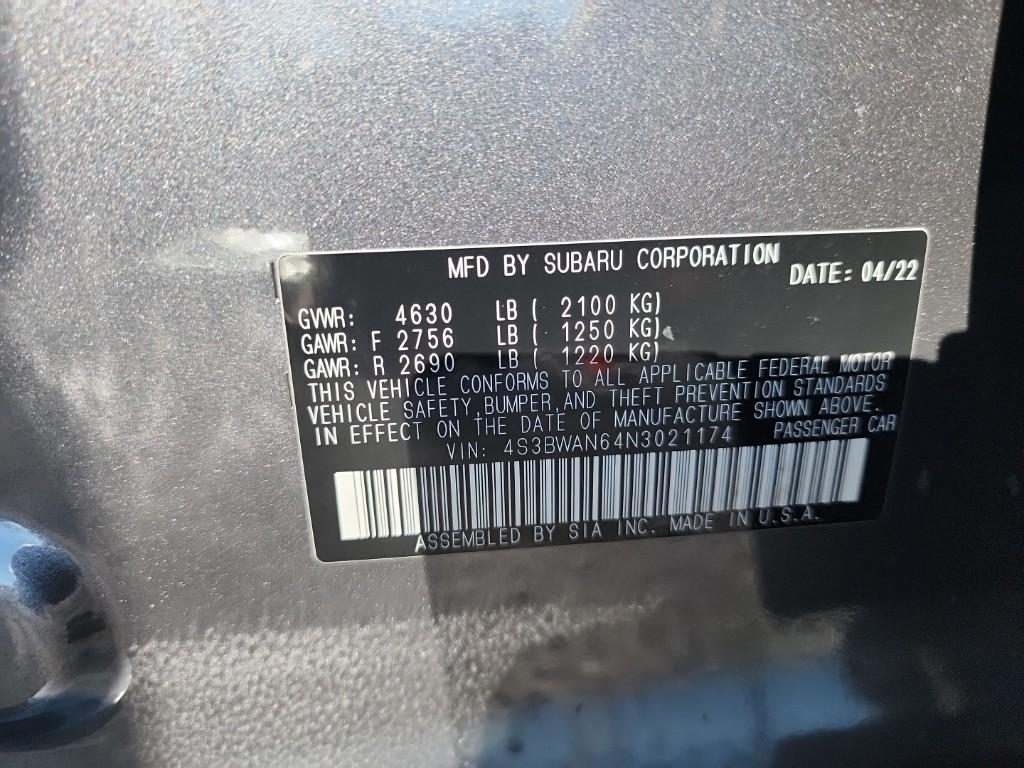 MFD BY SUBARU CORPORATION
DATE: 04/22
GVWR: 4630 LB ( 2100 KG)
GAWR: F 2756 LB ( 1250 KG)
GAWR: R 2690 LB ( 1220 KG)
THIS VEHICLE CONFORMS TO ALL APPLICABLE FEDERAL MOTOR
VEHICLE SAFETY,BUMPER,AND THEFT PREVENTION STANDARDS
IN EFFECT ON THE DATE OF MANUFACTURE SHOWN ABOVE.
VIN: 4S3BWAN64N3021174 PASSENGER CAR
ASSEMBLED BY SIA INC. MADE IN U.S.A.